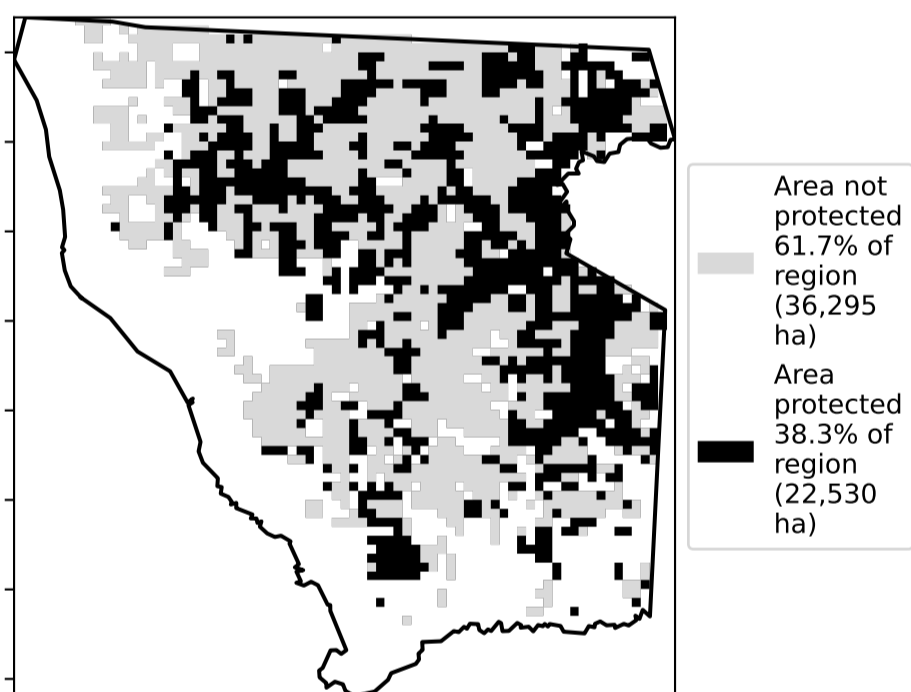 Area not
protected
61.7% of
region
(36,295
ha)
Area
protected
38.3% of
region
(22,530
ha)